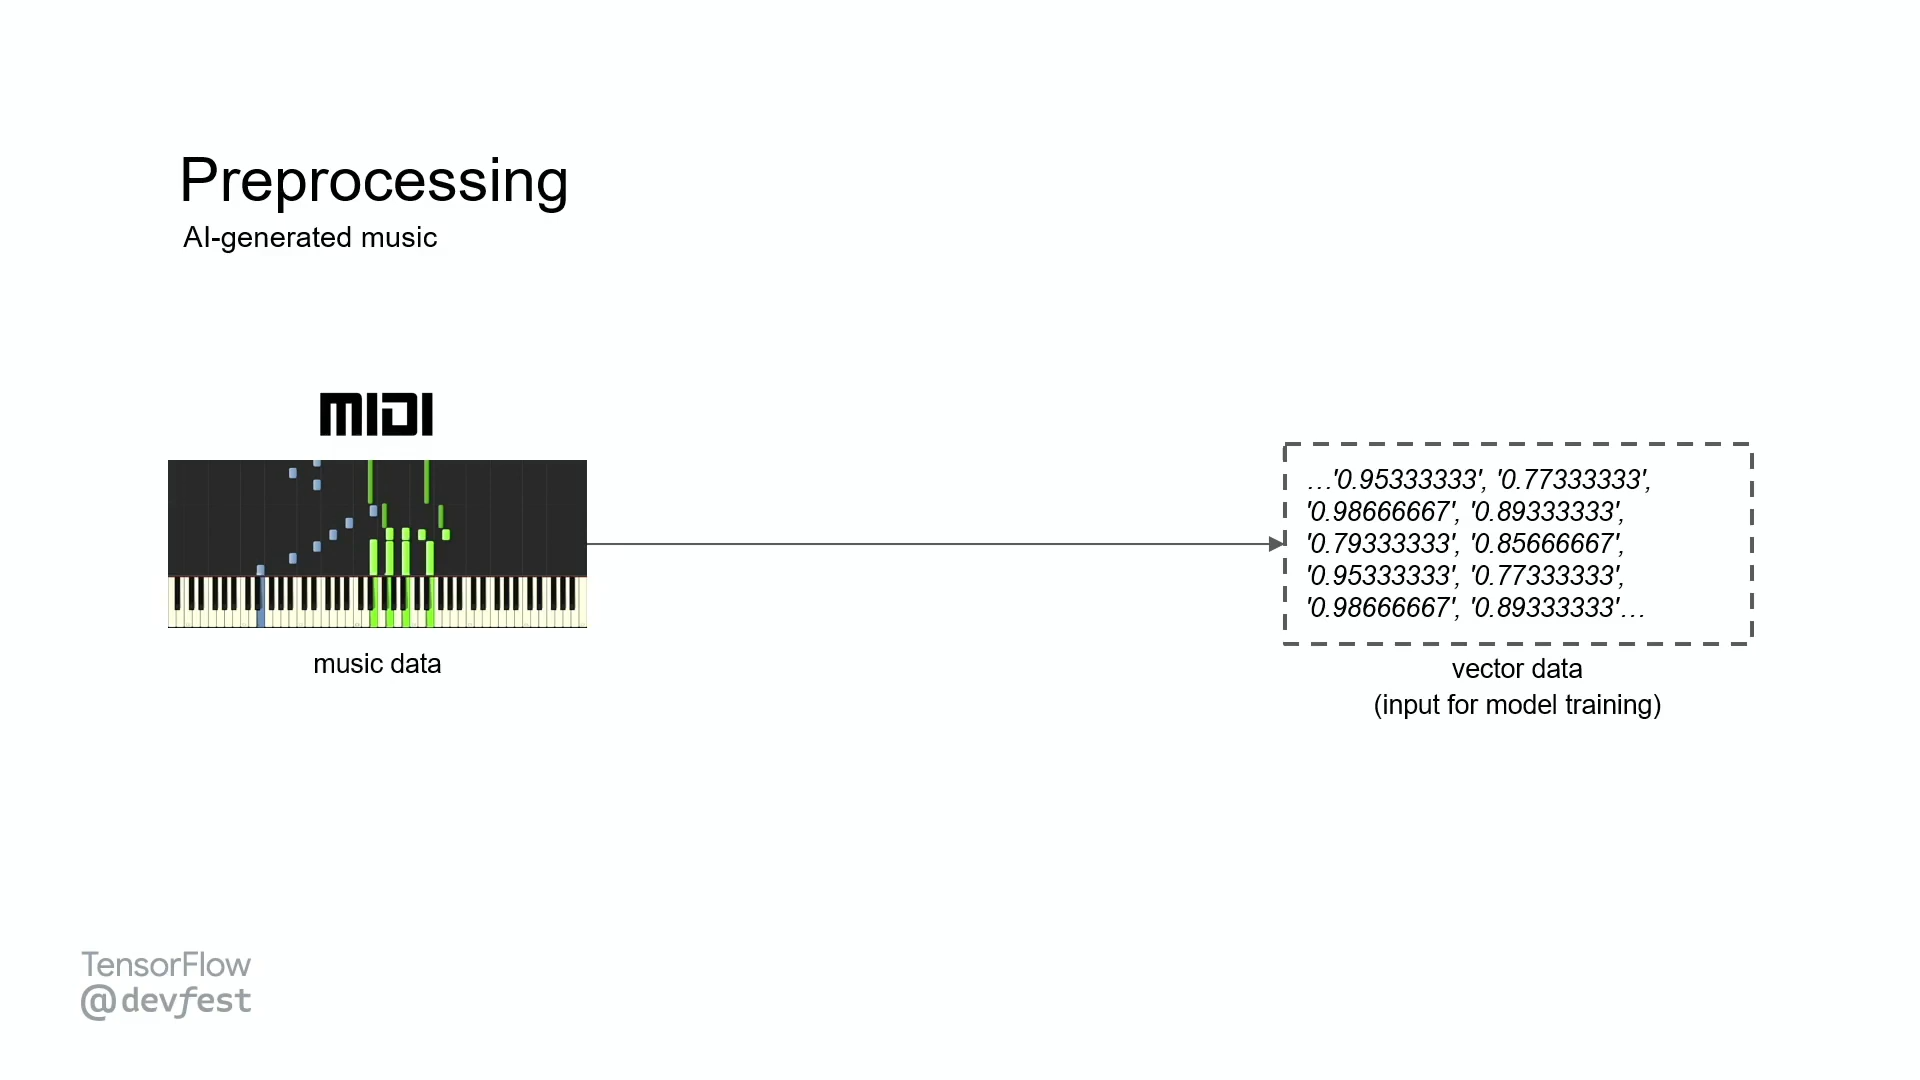 Preprocessing
AI-generated music
MIDI
music data
…'0.95333333', '0.77333333',
'0.98666667', '0.89333333',
'0.79333333', '0.85666667',
'0.95333333', '0.77333333',
'0.98666667', '0.89333333'…
vector data
(input for model training)
TensorFlow
@devfest